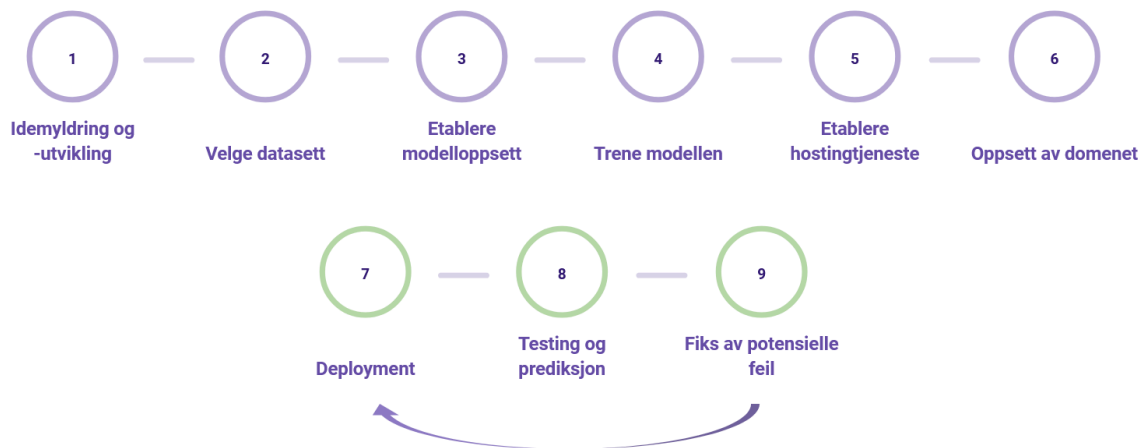 1
2
3
4
5
6
Idemyldring og
-utvikling
Velge datasett
Etablere
modelloppsett
Trene modellen
Etablere
hostingtjeneste
Oppsett av domenet
7
8
9
Deployment
Testing og
prediksjon
Fiks av potensielle
feil